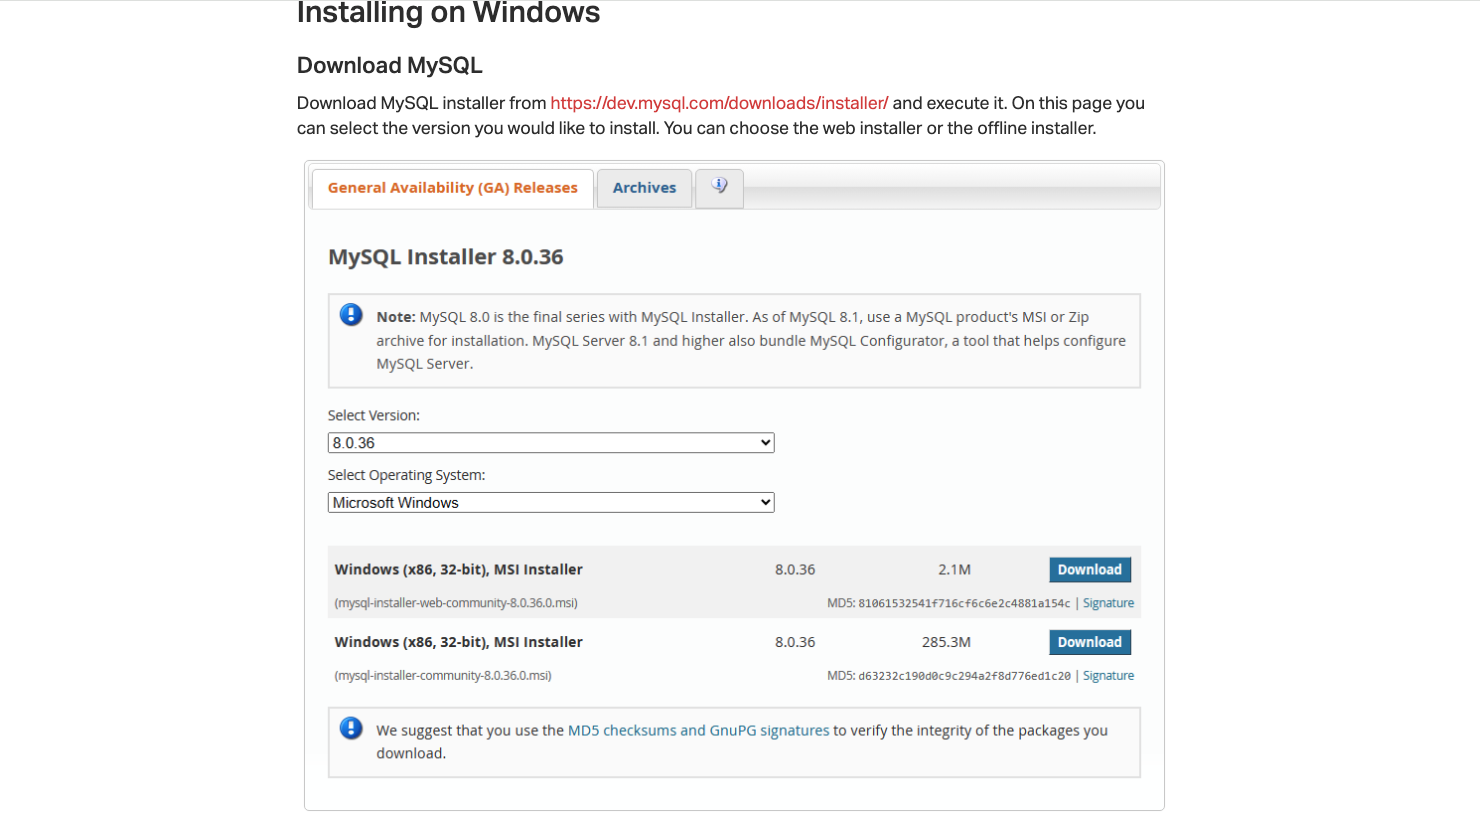 Installing on Windows
Download MySQL
Download MySQL installer from https://dev.mysql.com/downloads/installer/ and execute it. On this page you
can select the version you would like to install. You can choose the web installer or the offline installer.
General Availability (GA) Releases
Archives
MySQL Installer 8.0.36
Note: MySQL 8.0 is the final series with MySQL Installer. As of MySQL 8.1, use a MySQL product's MSI or Zip
archive for installation. MySQL Server 8.1 and higher also bundle MySQL Configurator, a tool that helps configure
MySQL Server.
Select Version:
8.0.36
Select Operating System:
Microsoft Windows
Windows (x86, 32-bit), MSI Installer 8.0.36 2.1M Download
(mysql-installer-web-community-8.0.36.0.msi) MD5: 81061532541f716cf6c6e2c4881a154c | Signature
Windows (x86, 32-bit), MSI Installer 8.0.36 285.3M Download
(mysql-installer-community-8.0.36.0.msi) MD5: d63232c190d0c9c294a2f8d776ed1c20 | Signature
We suggest that you use the MD5 checksums and GnuPG signatures to verify the integrity of the packages you
download.